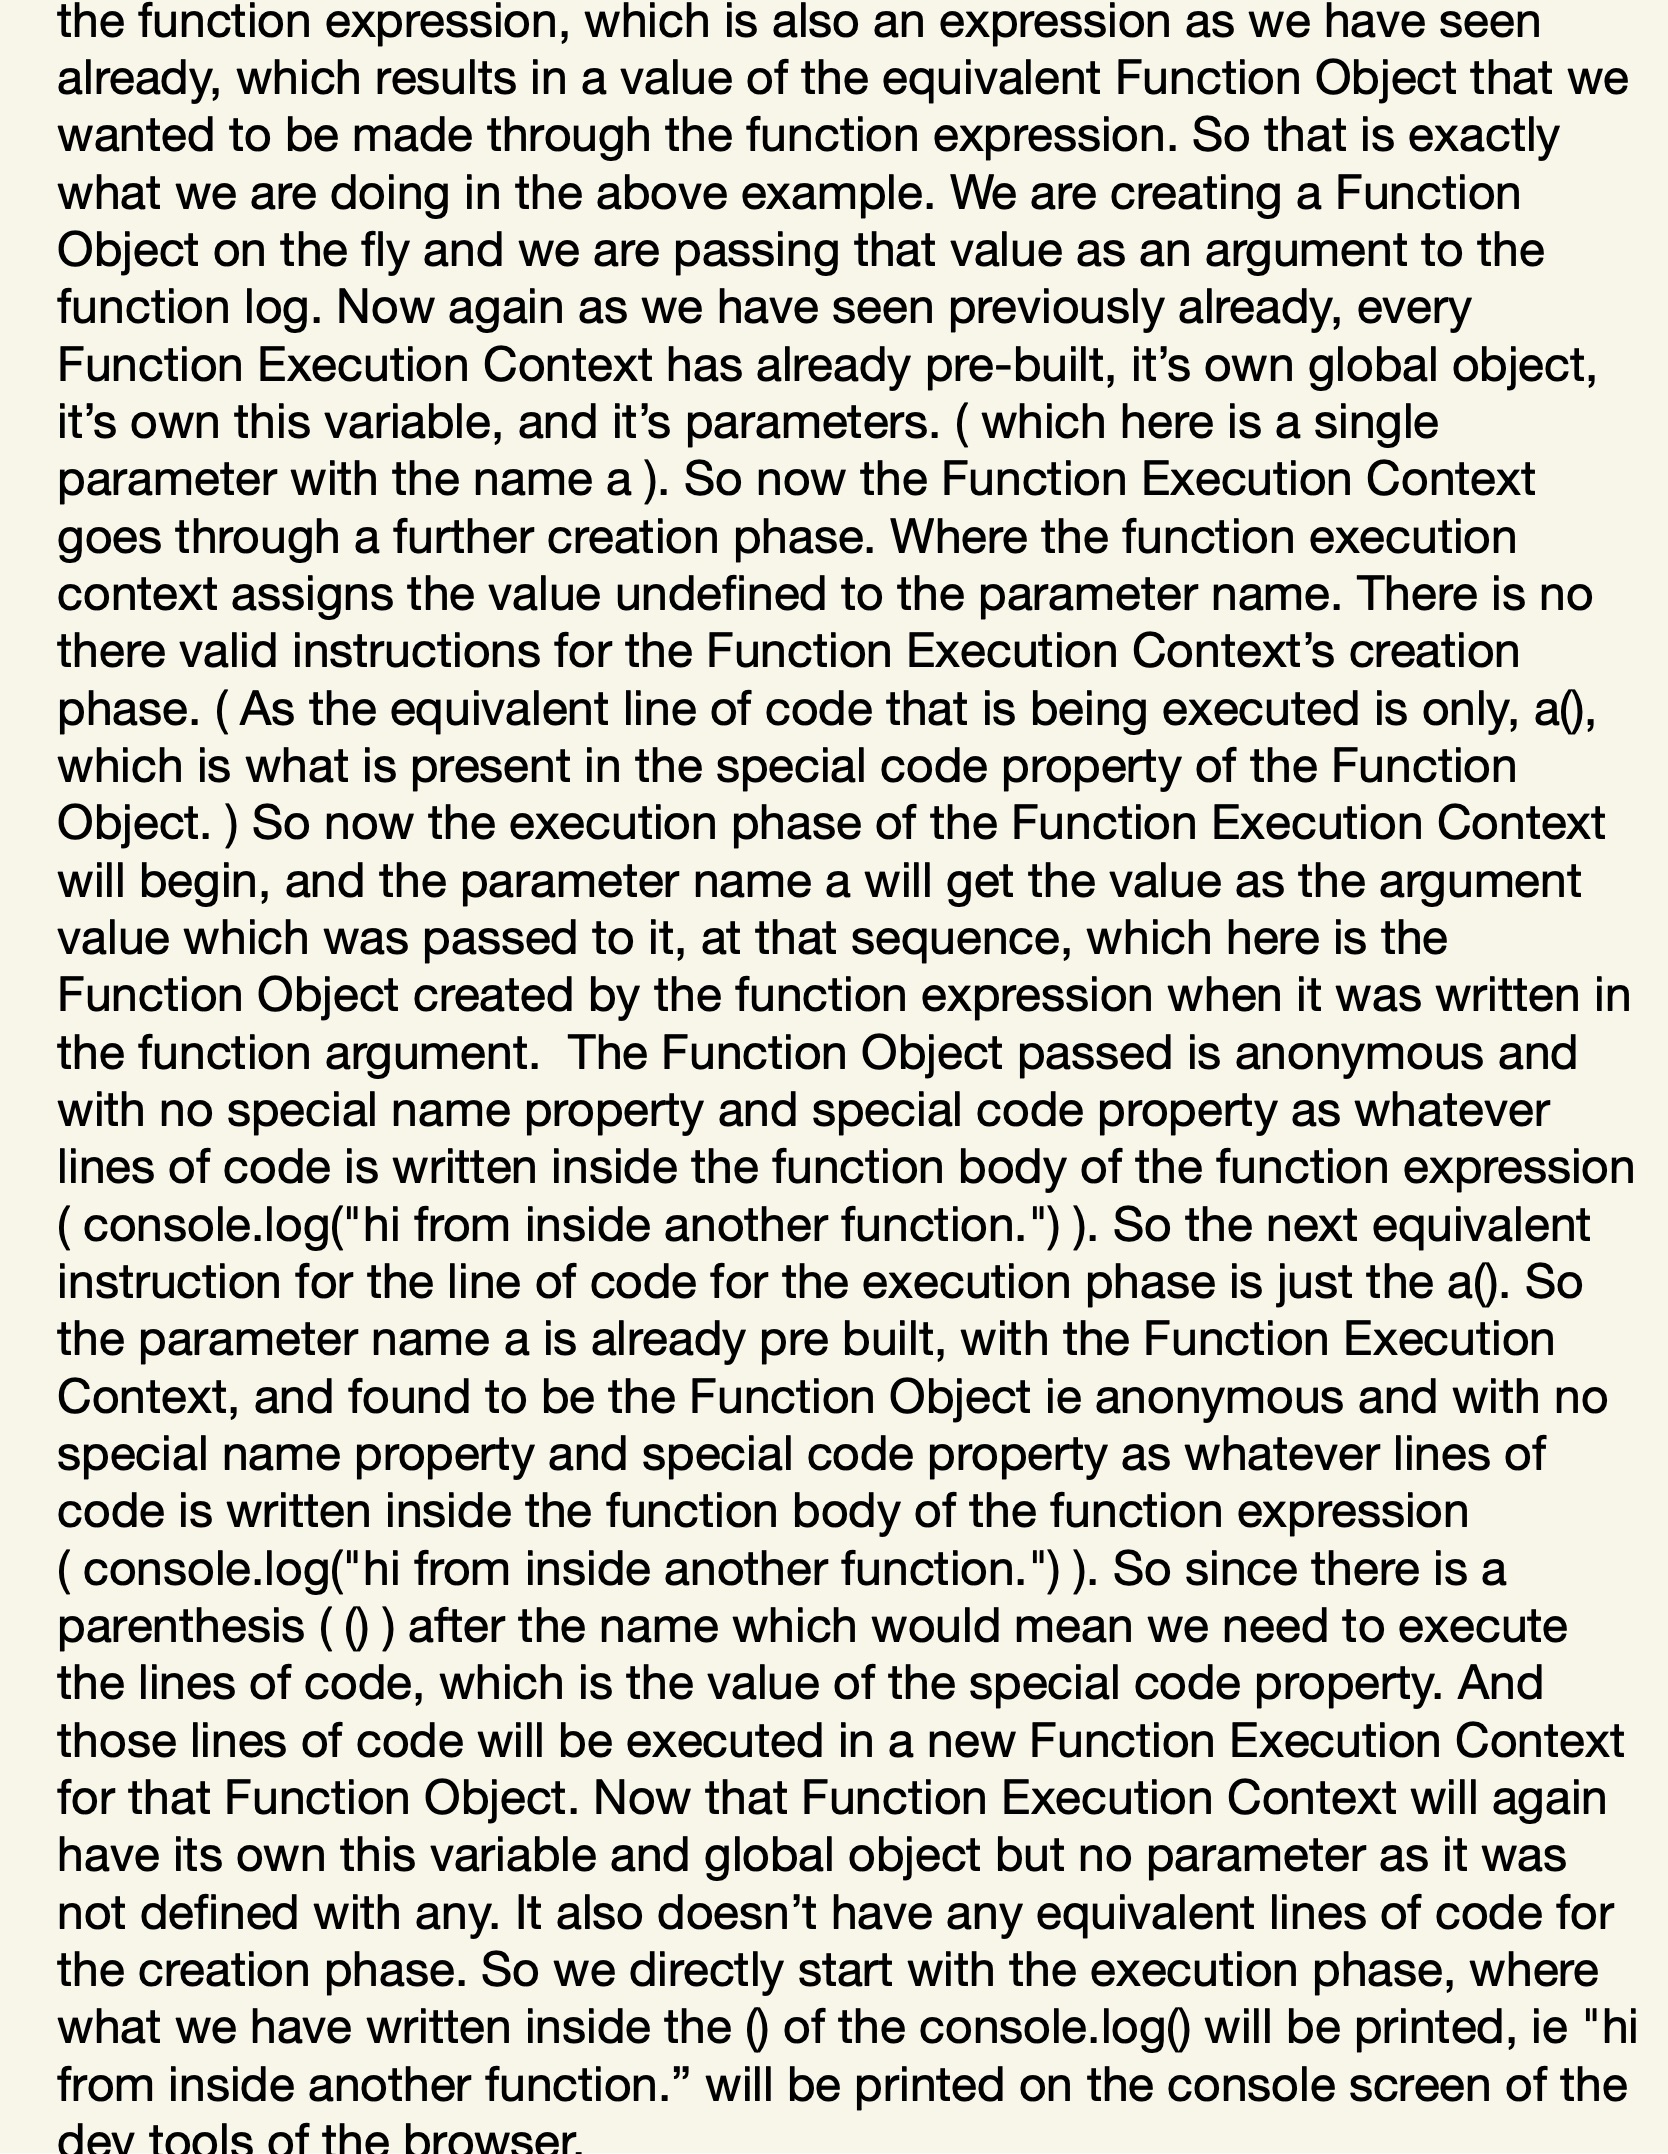 the function expression, which is also an expression as we have seen
already, which results in a value of the equivalent Function Object that we
wanted to be made through the function expression. So that is exactly
what we are doing in the above example. We are creating a Function
Object on the fly and we are passing that value as an argument to the
function log. Now again as we have seen previously already, every
Function Execution Context has already pre-built, it’s own global object,
it’s own this variable, and it’s parameters. ( which here is a single
parameter with the name a ). So now the Function Execution Context
goes through a further creation phase. Where the function execution
context assigns the value undefined to the parameter name. There is no
there valid instructions for the Function Execution Context’s creation
phase. ( As the equivalent line of code that is being executed is only, a(),
which is what is present in the special code property of the Function
Object. ) So now the execution phase of the Function Execution Context
will begin, and the parameter name a will get the value as the argument
value which was passed to it, at that sequence, which here is the
Function Object created by the function expression when it was written in
the function argument.  The Function Object passed is anonymous and
with no special name property and special code property as whatever
lines of code is written inside the function body of the function expression
( console.log("hi from inside another function.") ). So the next equivalent
instruction for the line of code for the execution phase is just the a(). So
the parameter name a is already pre built, with the Function Execution
Context, and found to be the Function Object ie anonymous and with no
special name property and special code property as whatever lines of
code is written inside the function body of the function expression
( console.log("hi from inside another function.") ). So since there is a
parenthesis ( () ) after the name which would mean we need to execute
the lines of code, which is the value of the special code property. And
those lines of code will be executed in a new Function Execution Context
for that Function Object. Now that Function Execution Context will again
have its own this variable and global object but no parameter as it was
not defined with any. It also doesn’t have any equivalent lines of code for
the creation phase. So we directly start with the execution phase, where
what we have written inside the () of the console.log() will be printed, ie "hi
from inside another function.” will be printed on the console screen of the
dev tools of the browser.